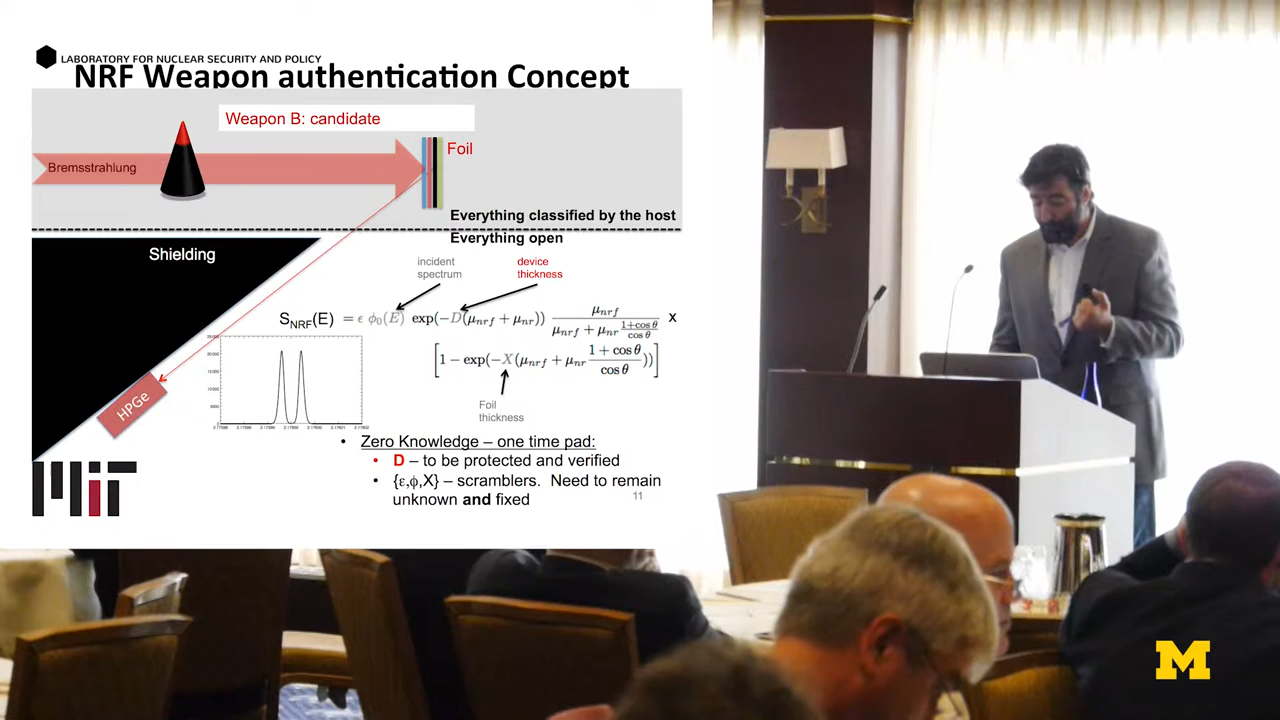 LABORATORY FOR NUCLEAR SECURITY AND POLICY
NRF Weapon authentication Concept
Weapon B: candidate
Bremsstrahlung
Foil
Everything classified by the host
Everything open
Shielding
incident
spectrum
device
thickness
S_NRF(E) = ϵ ϕ₀(E) exp(−D(μ_nrf + μ_nr)) μ_nrf / (μ_nrf + μ_nr (1+cos θ)/(cos θ)) x
[1 − exp(−X(μ_nrf + μ_nr (1 + cos θ)/(cos θ)))]
Foil
thickness
HPGe
• Zero Knowledge – one time pad:
• D – to be protected and verified
• {ε,ϕ,X} – scramblers. Need to remain
unknown and fixed
11
MIT
M